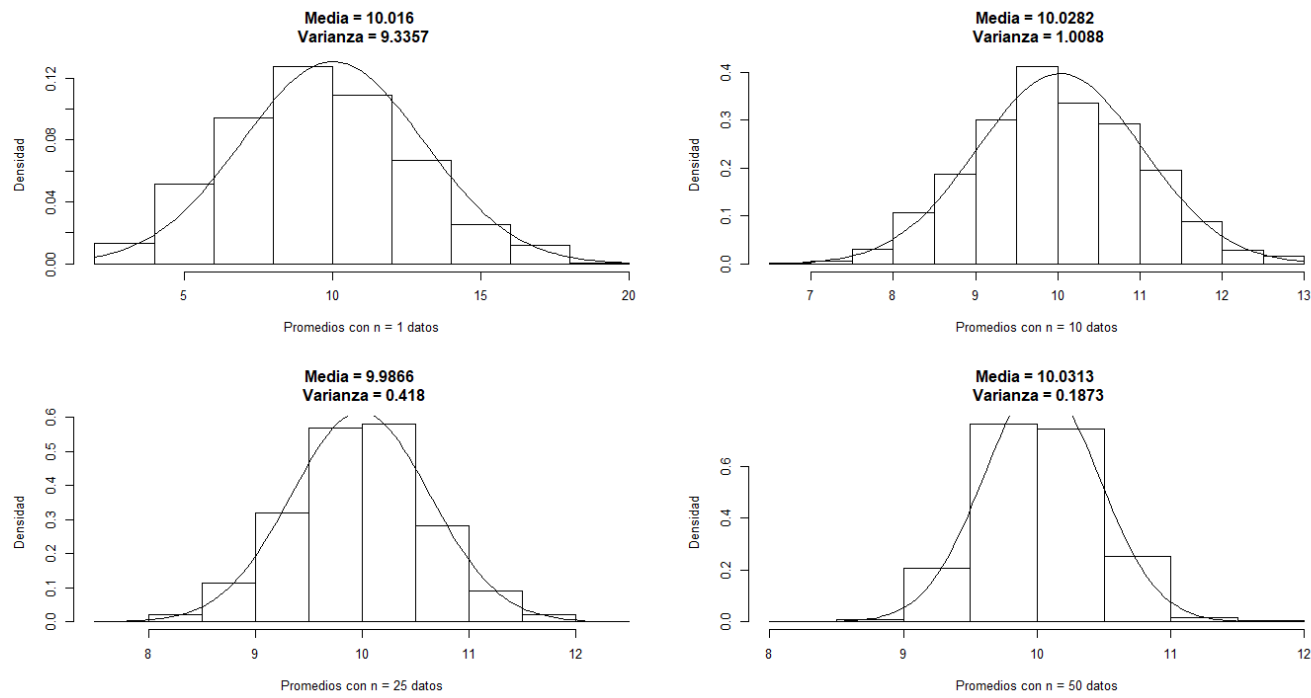 Media = 10.016
Varianza = 9.3357
Densidad
0.00
0.04
0.08
0.12
5
10
15
20
Promedios con n = 1 datos
Media = 10.0282
Varianza = 1.0088
Densidad
0.0
0.1
0.2
0.3
0.4
7
8
9
10
11
12
13
Promedios con n = 10 datos
Media = 9.9866
Varianza = 0.418
Densidad
0.0
0.1
0.2
0.3
0.4
0.5
0.6
8
9
10
11
12
Promedios con n = 25 datos
Media = 10.0313
Varianza = 0.1873
Densidad
0.0
0.2
0.4
0.6
8
9
10
11
12
Promedios con n = 50 datos